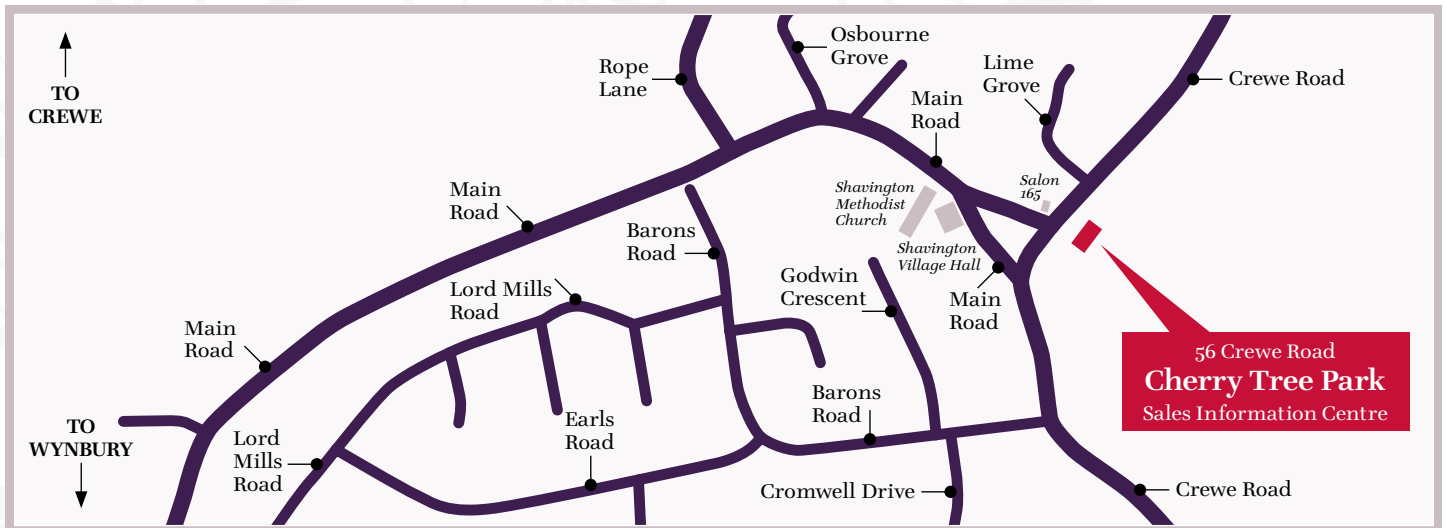 TO
CREWE
Rope
Lane
Osbourne
Grove
Lime
Grove
Crewe Road
Main
Road
Main
Road
Shavington
Methodist
Church
Salon
165
Barons
Road
Shavington
Village Hall
Godwin
Crescent
Lord Mills
Road
Main
Road
Main
Road
56 Crewe Road
Cherry Tree Park
Sales Information Centre
Barons
Road
Earls
Road
TO
WYNBURY
Lord
Mills
Road
Cromwell Drive
Crewe Road